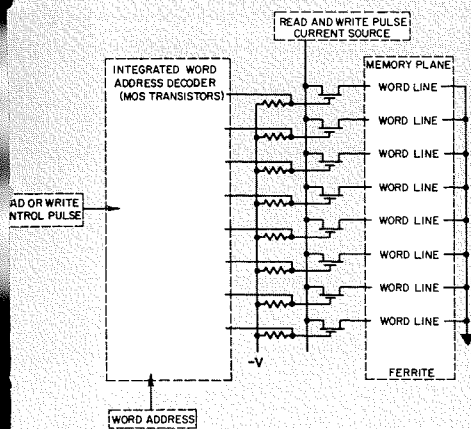 READ AND WRITE PULSE
CURRENT SOURCE
INTEGRATED WORD
ADDRESS DECODER
(MOS TRANSISTORS)
MEMORY PLANE
WORD LINE
WORD LINE
WORD LINE
WORD LINE
WORD LINE
WORD LINE
WORD LINE
WORD LINE
AD OR WRITE
NTROL PULSE
-V
FERRITE
WORD ADDRESS